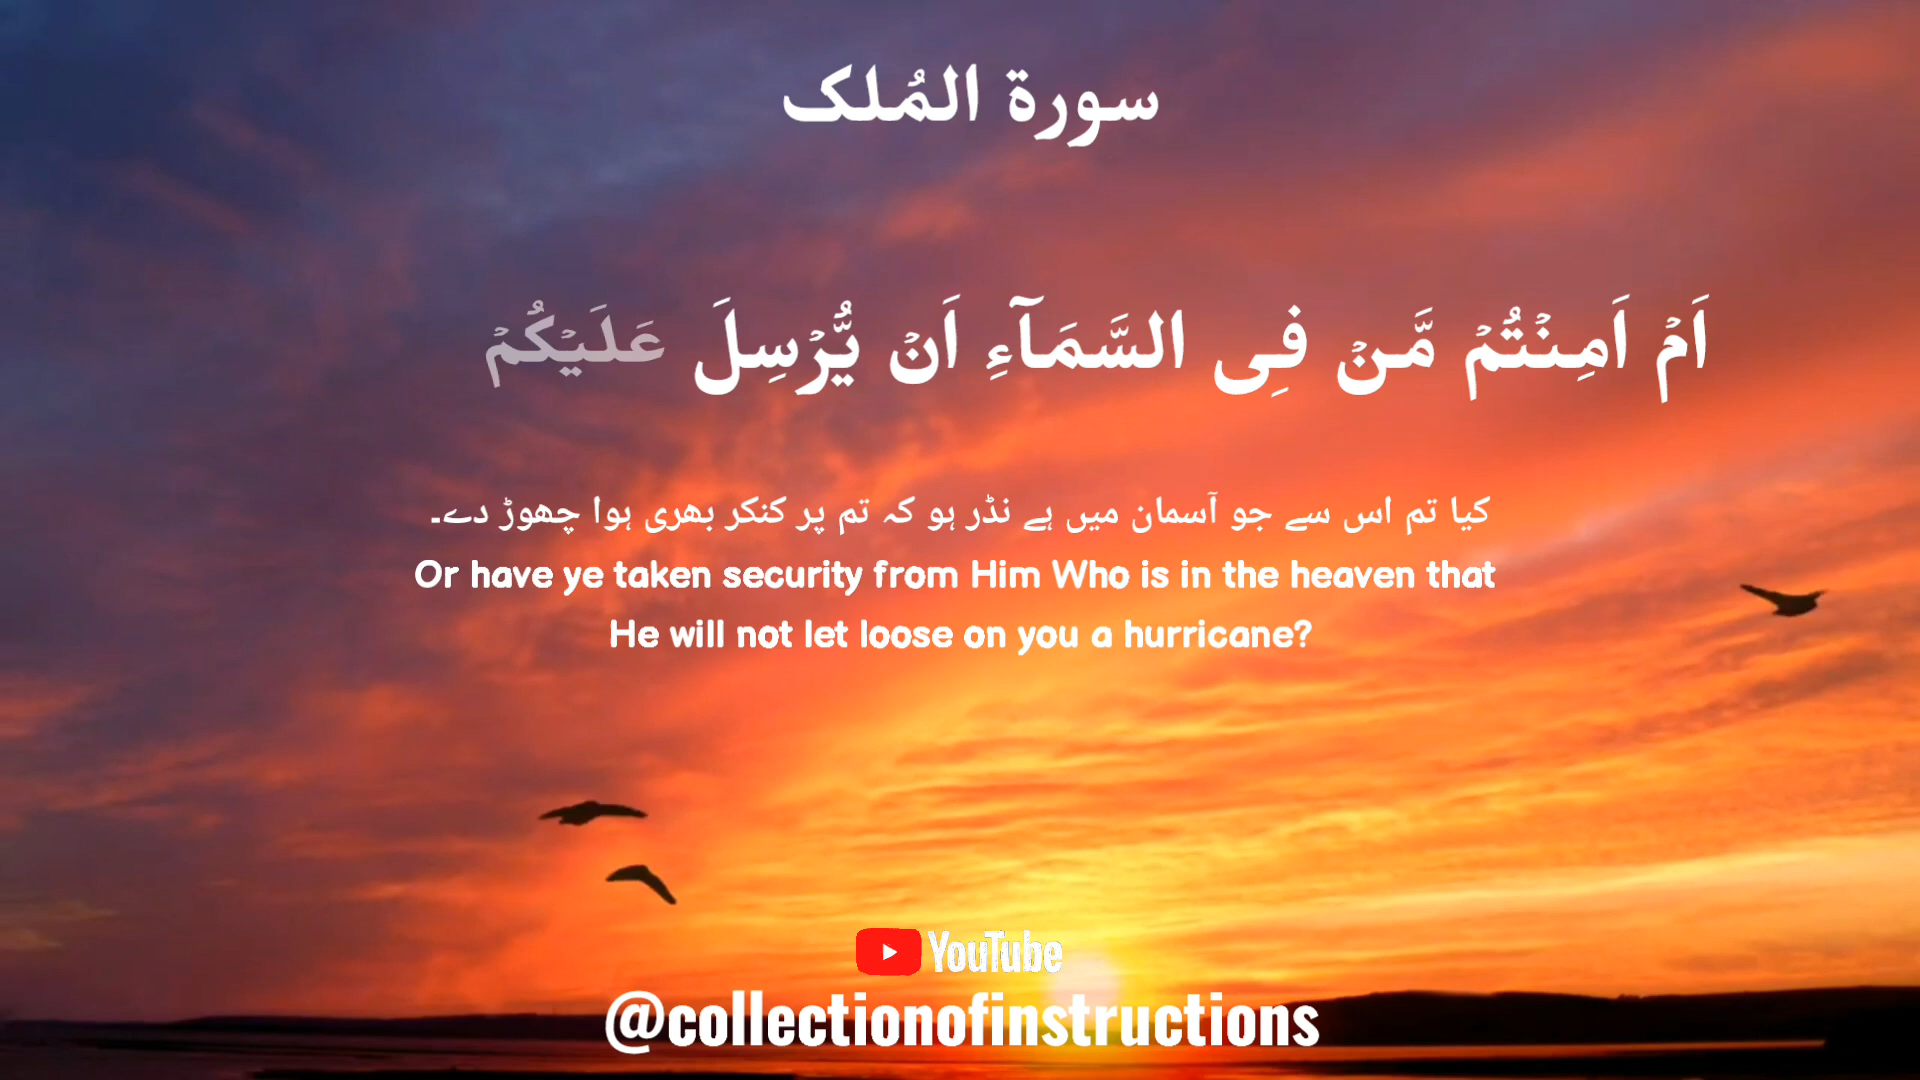 سورة المُلک
اَمۡ اَمِنۡتُمۡ مَّنۡ فِى السَّمَآءِ اَنۡ يُّرۡسِلَ عَلَيۡكُمۡ
کیا تم اس سے جو آسمان میں ہے نڈر ہو کہ تم پر کنکر بھری ہوا چھوڑ دے۔
Or have ye taken security from Him Who is in the heaven that
He will not let loose on you a hurricane?
YouTube
@collectionofinstructions